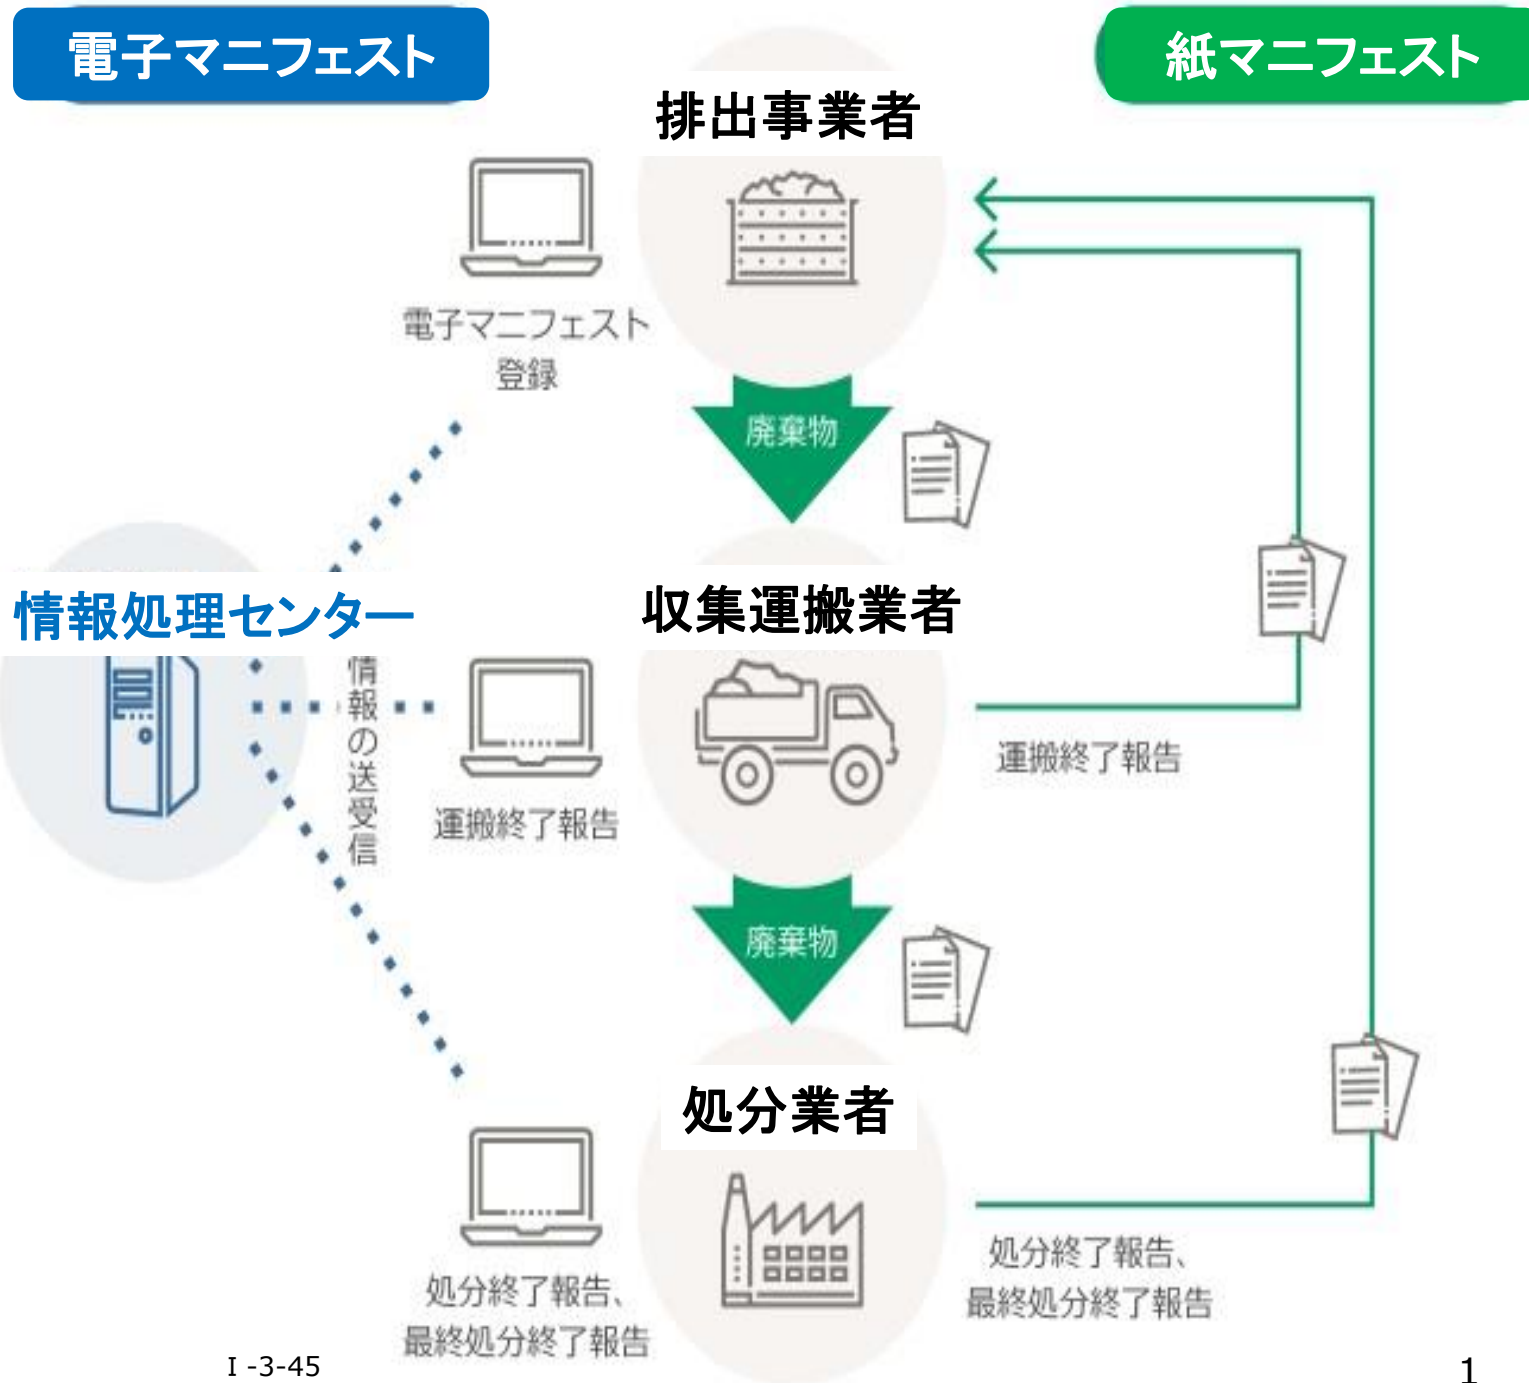 電子マニフェスト
紙マニフェスト
排出事業者
電子マニフェスト
登録
廃棄物
情報処理センター
収集運搬業者
情報の送受信
運搬終了報告
運搬終了報告
廃棄物
処分業者
処分終了報告、
最終処分終了報告
処分終了報告、
最終処分終了報告
Ⅰ-3-45
1